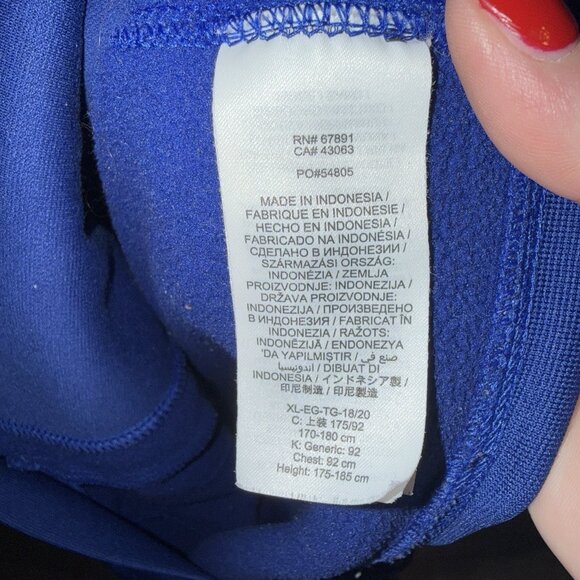 RN# 67891
CA# 43063
PO#54805
MADE IN INDONESIA /
FABRIQUE EN INDONESIE /
HECHO EN INDONESIA /
FABRICADO NA INDONÉSIA /
СДЕЛАНО В ИНДОНЕЗИИ /
SZÁRMAZÁSI ORSZÁG:
INDONÉZIA / ZEMLJA
PROIZVODNJE: INDONEZIJA /
DRŽAVA PROIZVODNJE:
INDONEZIJA / ПРОИЗВЕДЕНО
В ИНДОНЕЗИЯ / FABRICAT ÎN
INDONEZIA / RAŽOTS:
INDONĒZIJĀ / ENDONEZYA
'DA YAPILMIŞTIR / صنع في
اندونيسيا / DIBUAT DI
INDONESIA / インドネシア製 /
印尼制造 / 印尼製造
XL-EG-TG-18/20
C: 上装 175/92
170-180 cm
K: Generic: 92
Chest: 92 cm
Height: 175-185 cm